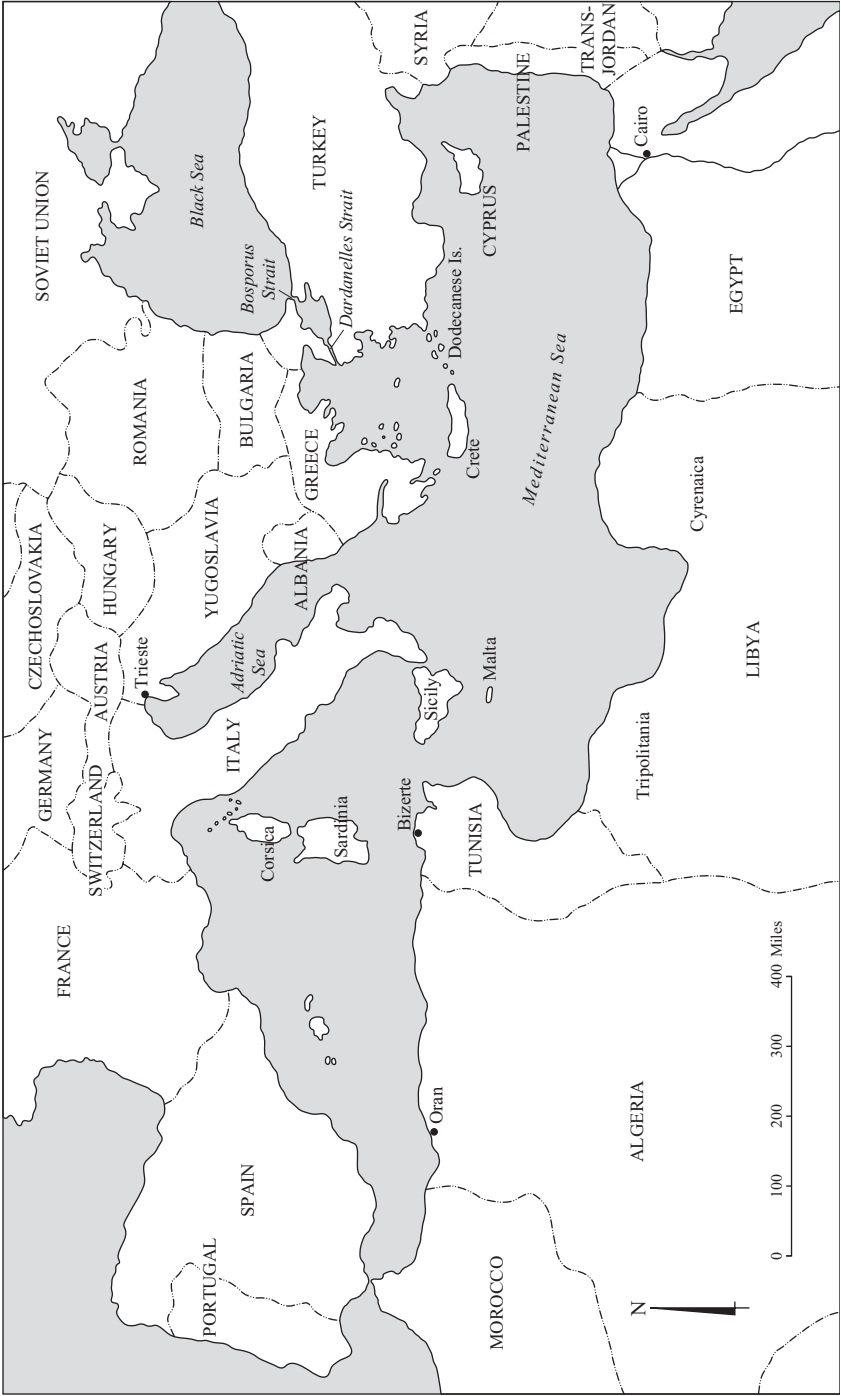 SOVIET UNION
CZECHOSLOVAKIA
GERMANY
FRANCE
SWITZERLAND
AUSTRIA
HUNGARY
ROMANIA
Trieste
Black Sea
YUGOSLAVIA
BULGARIA
Bosporus
Strait
Adriatic
Sea
ITALY
PORTUGAL
SPAIN
Corsica
ALBANIA
GREECE
TURKEY
Dardanelles Strait
Sardinia
SYRIA
Bizerte
Sicily
Oran
Dodecanese Is.
Crete
CYPRUS
Malta
TUNISIA
MOROCCO
Mediterranean Sea
PALESTINE
TRANS-
JORDAN
Cairo
ALGERIA
Tripolitania
Cyrenaica
LIBYA
EGYPT
N
0 100 200 300 400 Miles